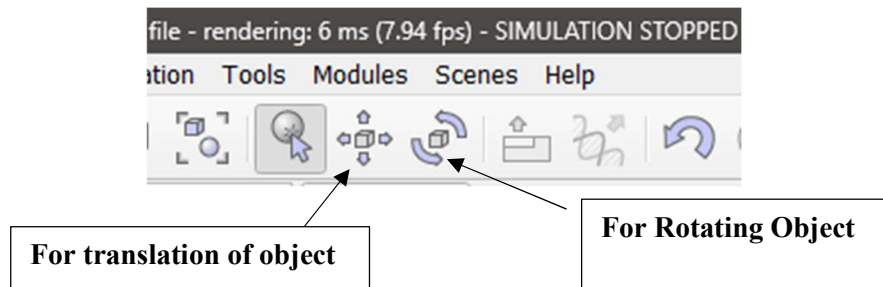 file - rendering: 6 ms (7.94 fps) - SIMULATION STOPPED
Tools Modules Scenes Help
For translation of object
For Rotating Object